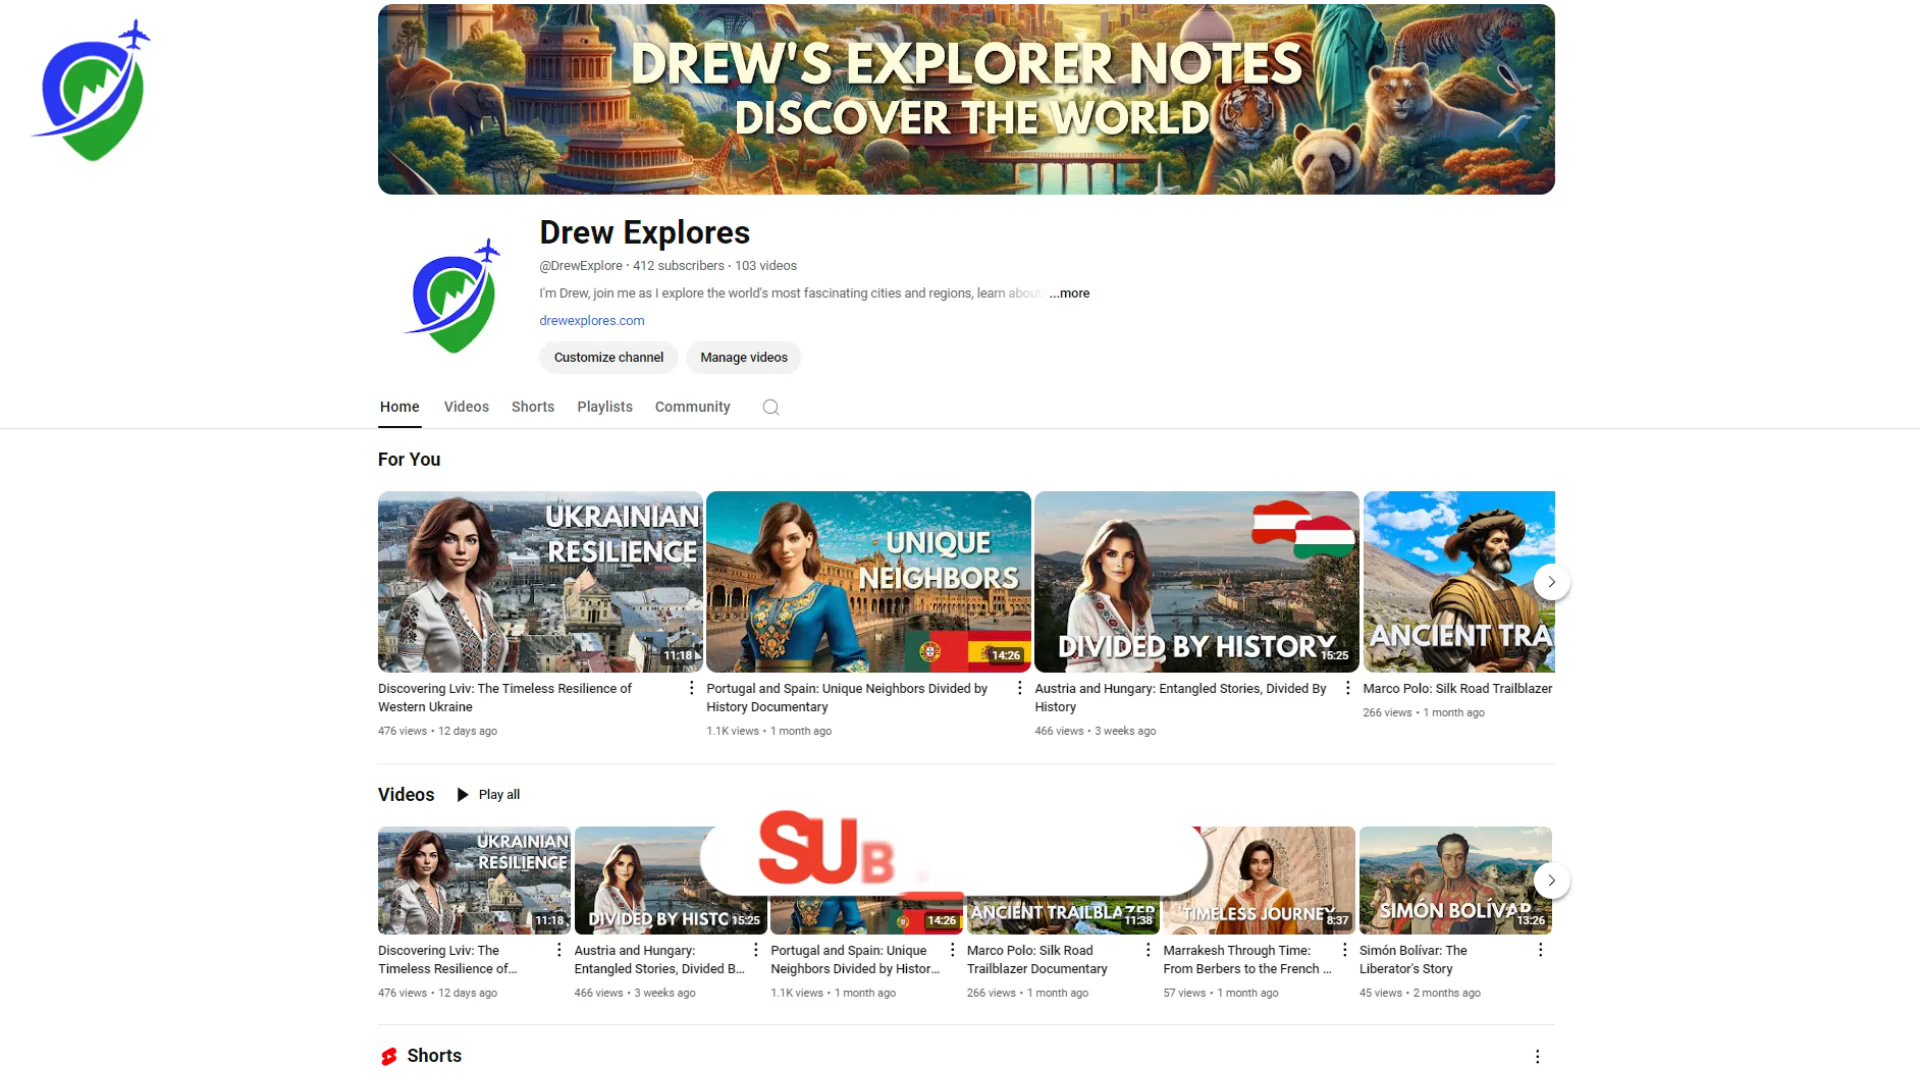 DREW'S EXPLORER NOTES
DISCOVER THE WORLD
Drew Explores
@DrewExplore · 412 subscribers · 103 videos
I'm Drew, join me as I explore the world's most fascinating cities and regions, learn about ...more
drewexplores.com
Customize channel Manage videos
Home Videos Shorts Playlists Community
For You
UKRAINIAN
RESILIENCE
11:18
UNIQUE
NEIGHBORS
14:26
DIVIDED BY HISTORY
15:25
ANCIENT TRA
Discovering Lviv: The Timeless Resilience of
Western Ukraine
476 views • 12 days ago
Portugal and Spain: Unique Neighbors Divided by
History Documentary
1.1K views • 1 month ago
Austria and Hungary: Entangled Stories, Divided By
History
466 views • 3 weeks ago
Marco Polo: Silk Road Trailblazer
266 views • 1 month ago
Videos Play all
UKRAINIAN
RESILIENCE
11:18
DIVIDED BY HISTO
15:25
SUB
14:26
ANCIENT TRAILBLAZER
11:38
TIMELESS JOURNEY
8:37
SIMÓN BOLÍVAR
13:26
Discovering Lviv: The
Timeless Resilience of...
476 views • 12 days ago
Austria and Hungary:
Entangled Stories, Divided B...
466 views • 3 weeks ago
Portugal and Spain: Unique
Neighbors Divided by Histor...
1.1K views • 1 month ago
Marco Polo: Silk Road
Trailblazer Documentary
266 views • 1 month ago
Marrakesh Through Time:
From Berbers to the French ...
57 views • 1 month ago
Simón Bolívar: The
Liberator's Story
45 views • 2 months ago
Shorts